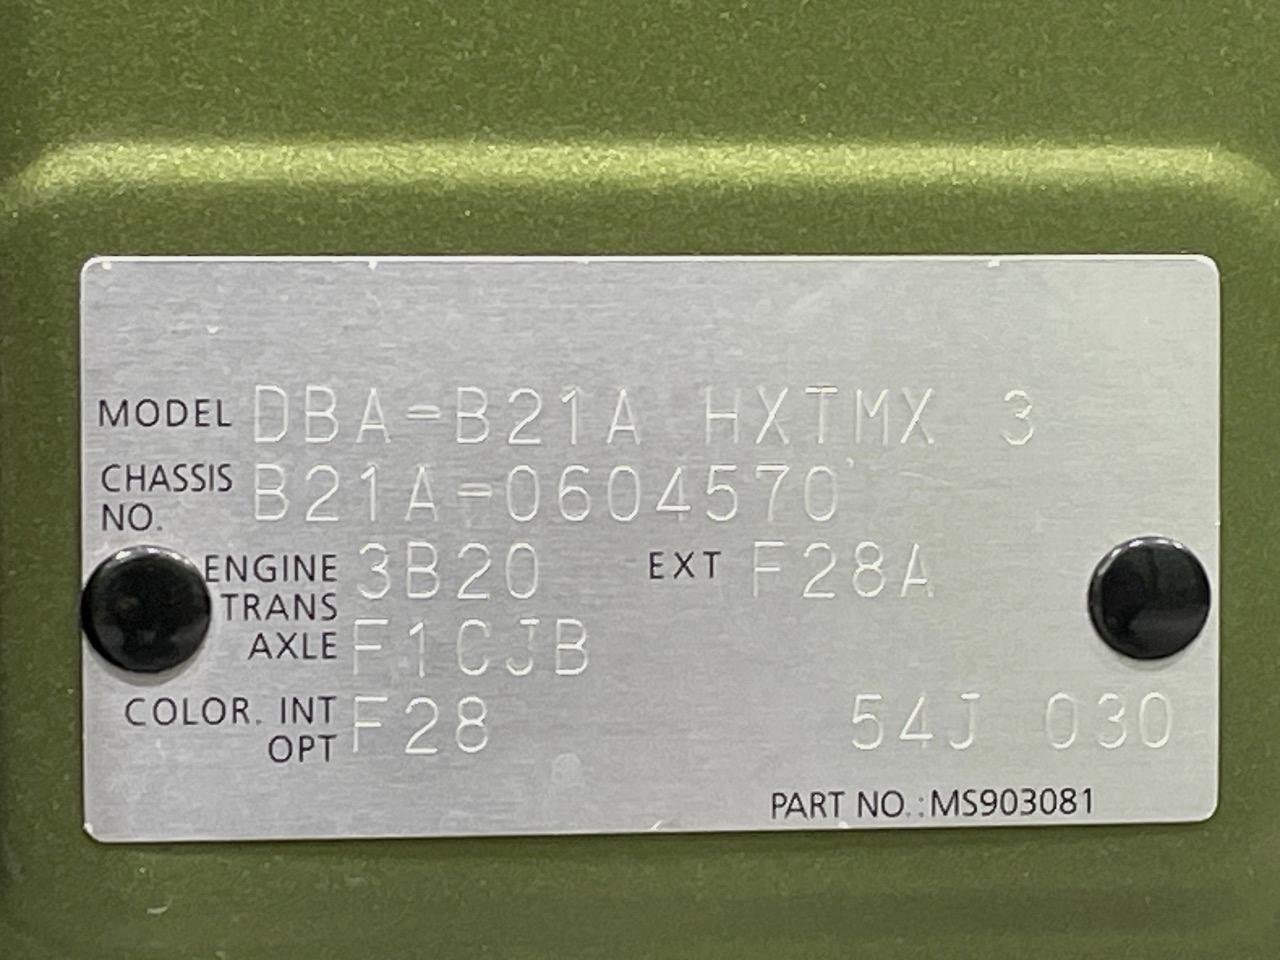 MODEL DBA-B21A HXTMX 3
CHASSIS NO. B21A-0604570
ENGINE 3B20 EXT F28A
TRANS AXLE F1CJB
COLOR. INT OPT F28 54J 030
PART NO.:MS903081